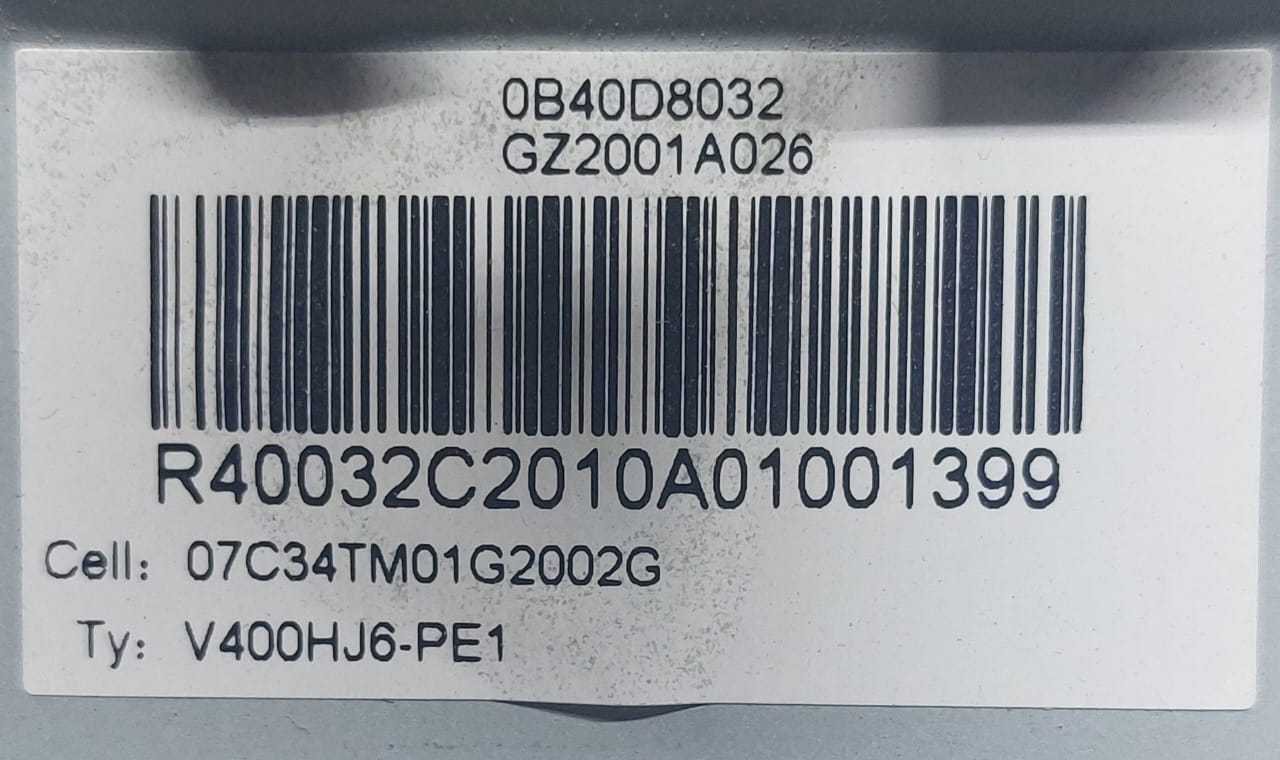 0B40D8032
GZ2001A026
R40032C2010A01001399
Cell: 07C34TM01G2002G
Ty: V400HJ6-PE1